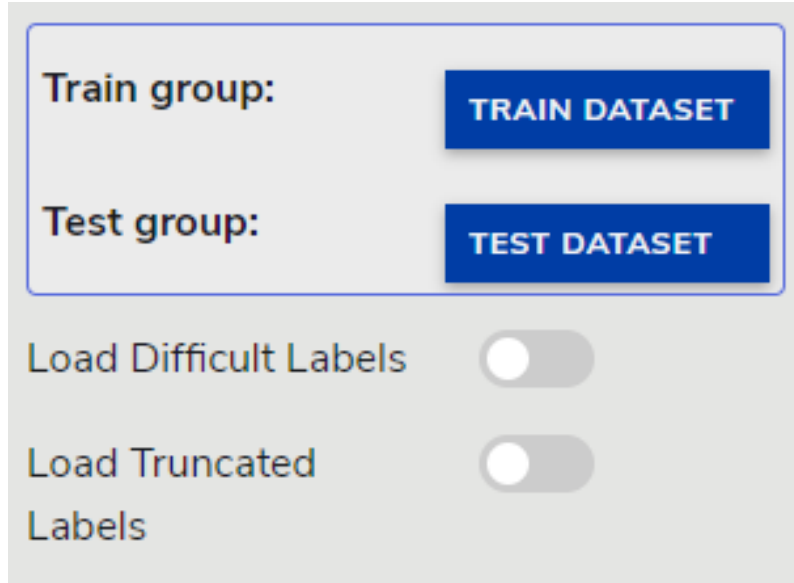 Train group:
TRAIN DATASET
Test group:
TEST DATASET
Load Difficult Labels
Load Truncated
Labels